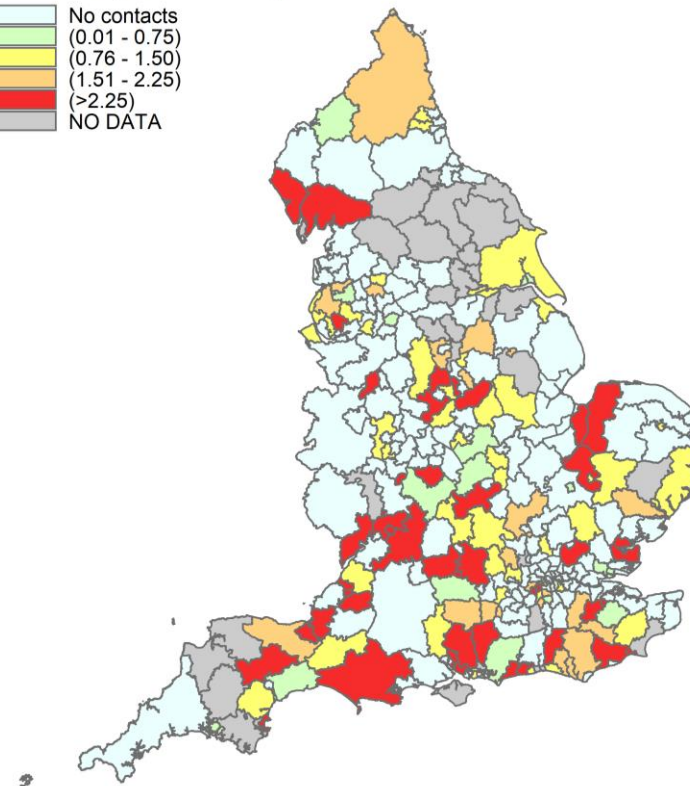 No contacts
(0.01 - 0.75)
(0.76 - 1.50)
(1.51 - 2.25)
(>2.25)
NO DATA